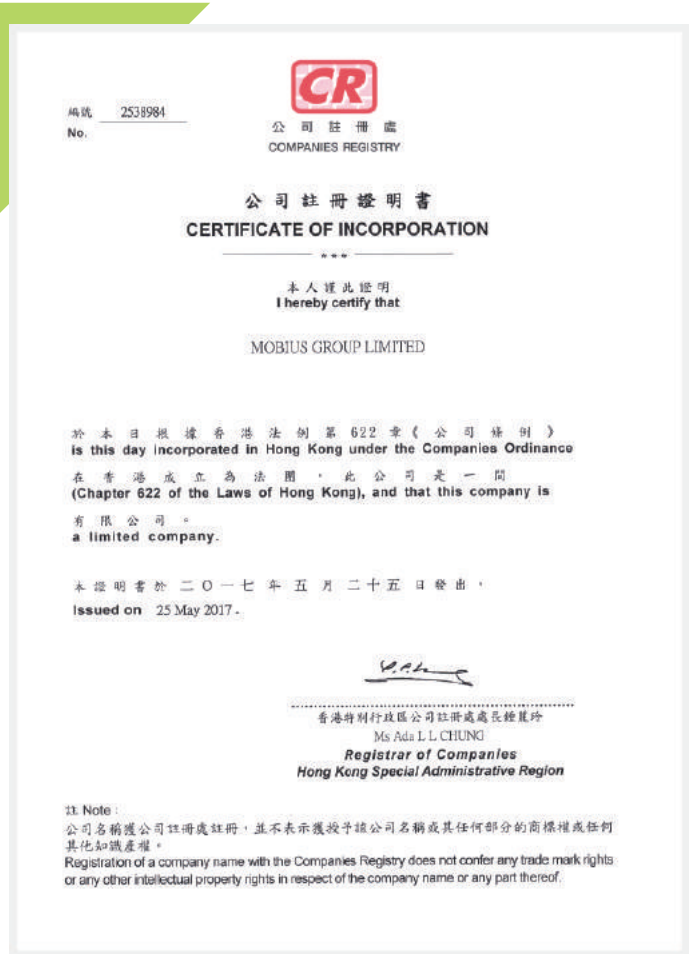 編號 2538984
No.
CR
公司註冊處
COMPANIES REGISTRY
公司註冊證明書
CERTIFICATE OF INCORPORATION
* * *
本人謹此證明
I hereby certify that
MOBIUS GROUP LIMITED
於本日根據香港法例第622章《公司條例》
is this day incorporated in Hong Kong under the Companies Ordinance
在香港成立為法團，此公司是一間
(Chapter 622 of the Laws of Hong Kong), and that this company is
有限公司。
a limited company.
本證明書於二〇一七年五月二十五日發出。
Issued on 25 May 2017.
香港特別行政區公司註冊處處長鍾麗玲
Ms Ada L L CHUNG
Registrar of Companies
Hong Kong Special Administrative Region
註 Note :
公司名稱獲公司註冊處註冊，並不表示獲授予該公司名稱或其任何部分的商標權或任何
其他知識產權。
Registration of a company name with the Companies Registry does not confer any trade mark rights
or any other intellectual property rights in respect of the company name or any part thereof.